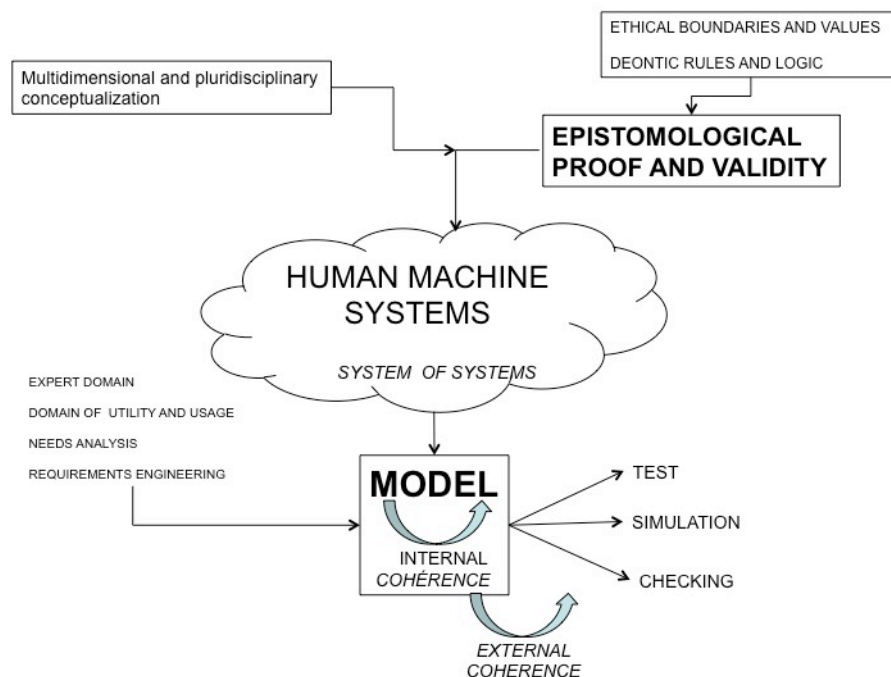 ETHICAL BOUNDARIES AND VALUES
DEONTIC RULES AND LOGIC
Multidimensional and pluridisciplinary
conceptualization
EPISTOMOLOGICAL
PROOF AND VALIDITY
HUMAN MACHINE
SYSTEMS
SYSTEM OF SYSTEMS
EXPERT DOMAIN
DOMAIN OF UTILITY AND USAGE
NEEDS ANALYSIS
REQUIREMENTS ENGINEERING
MODEL
INTERNAL
COHÉRENCE
TEST
SIMULATION
CHECKING
EXTERNAL
COHERENCE